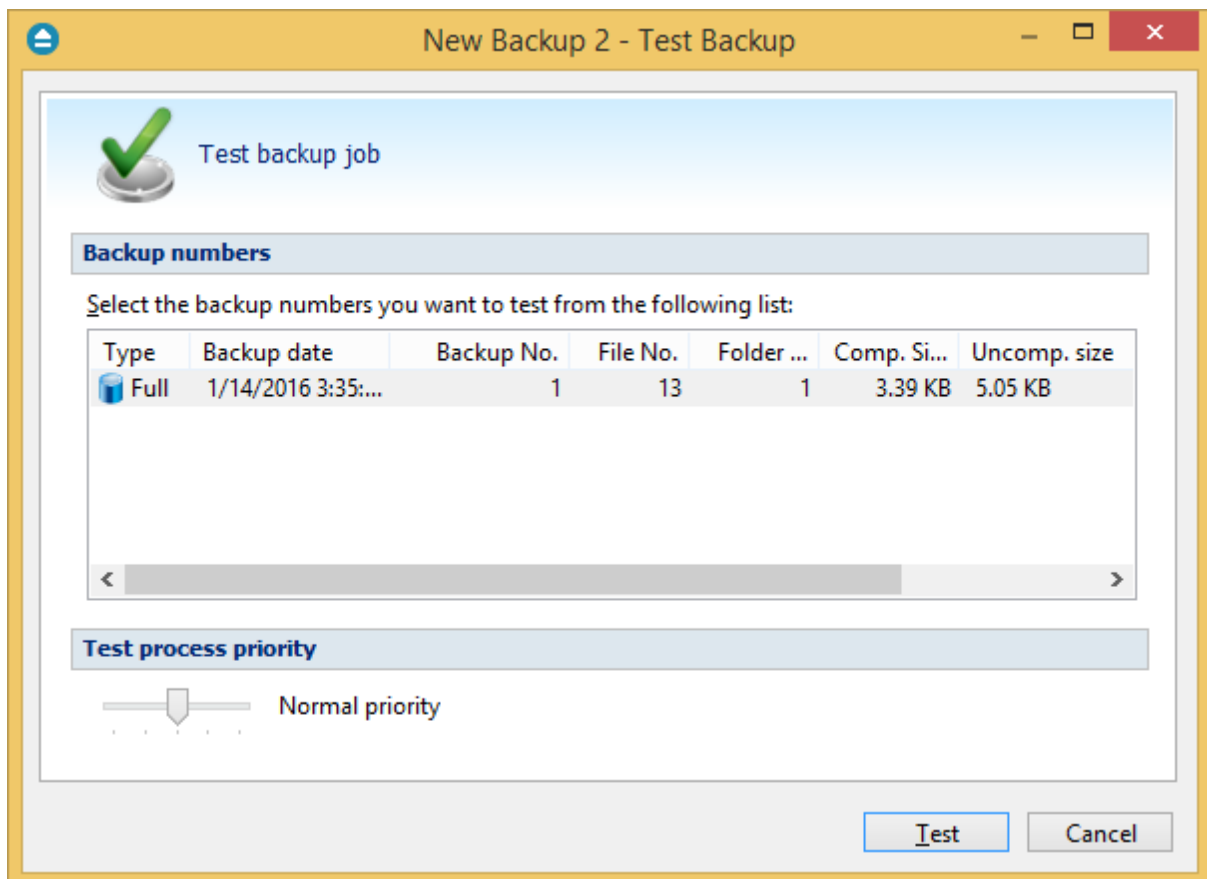 New Backup 2 - Test Backup
Test backup job
Backup numbers
Select the backup numbers you want to test from the following list:
Type Backup date Backup No. File No. Folder ... Comp. Si... Uncomp. size
Full 1/14/2016 3:35:... 1 13 1 3.39 KB 5.05 KB
Test process priority
Normal priority
Test Cancel